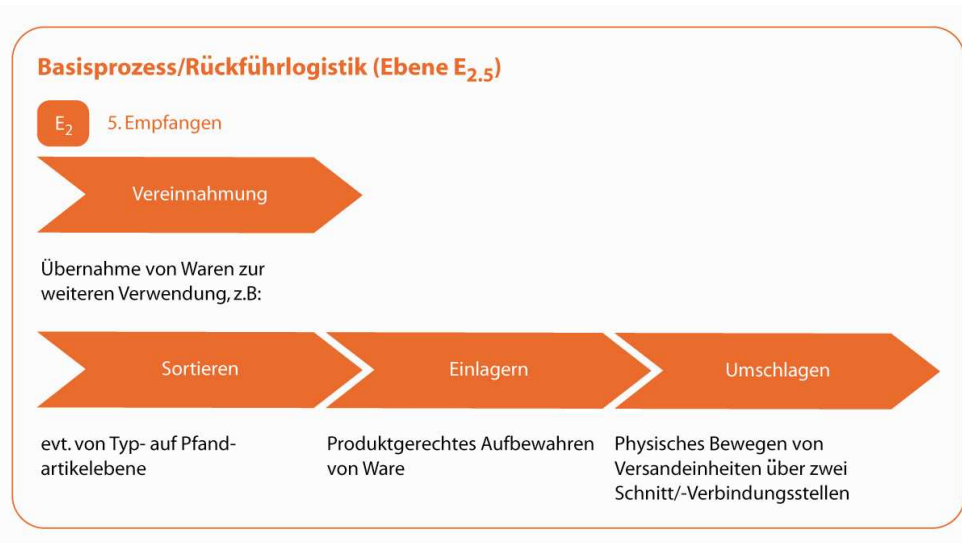 Basisprozess/Rückführlogistik (Ebene E2.5)
E2 5. Empfangen
Vereinnahmung
Übernahme von Waren zur
weiteren Verwendung, z.B:
Sortieren
Einlagern
Umschlagen
evt. von Typ- auf Pfand-
artikelebene
Produktgerechtes Aufbewahren
von Ware
Physisches Bewegen von
Versandeinheiten über zwei
Schnitt/-Verbindungsstellen